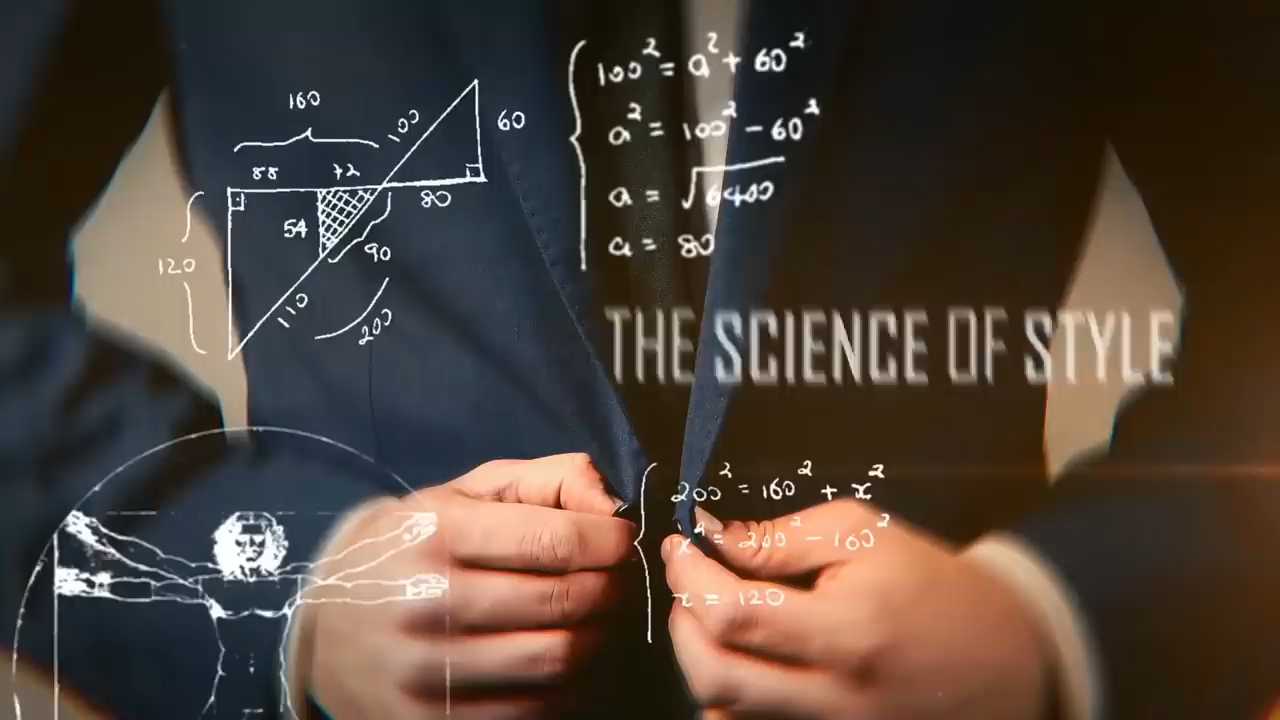 160
100
60
88 72
80
54
90
120
110
200
100² = a² + 60²
a² = 100² - 60²
a = √6400
a = 80
THE SCIENCE OF STYLE
200² = 160² + x²
x² = 200² - 160²
x = 120